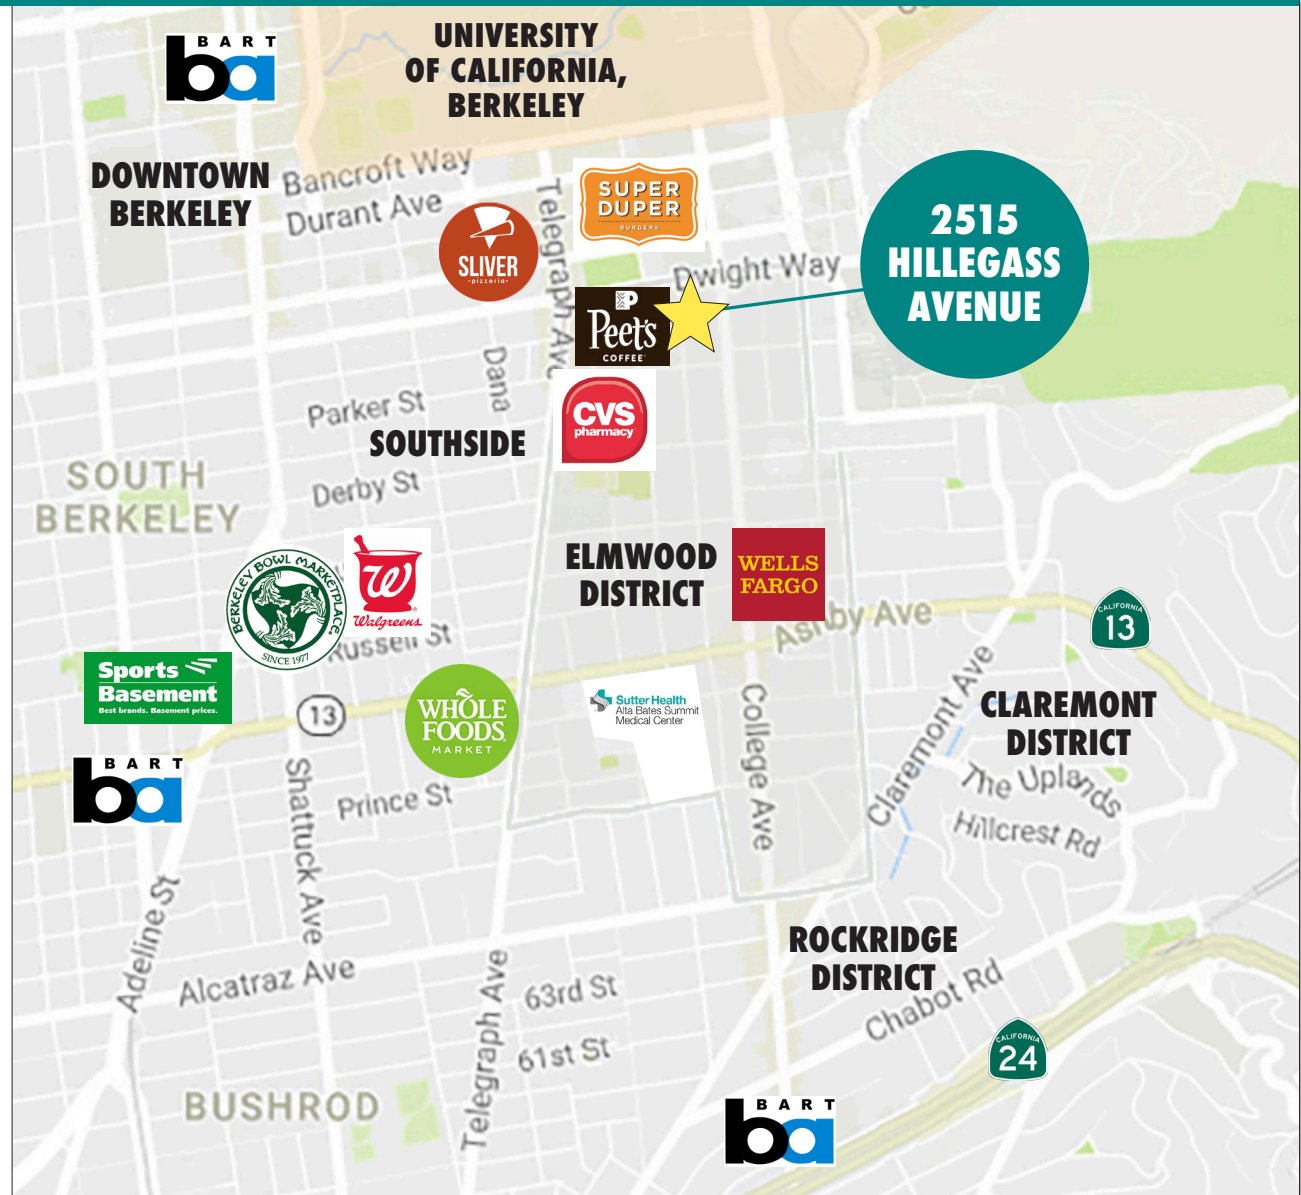 BART
ba
UNIVERSITY
OF CALIFORNIA,
BERKELEY
DOWNTOWN
BERKELEY
Bancroft Way
Durant Ave
Telegraph Ave
SUPER
DUPER
BURGERS
SLIVER
•pizzeria•
Dwight Way
2515
HILLEGASS
AVENUE
P
Peet's
COFFEE
Dana
CVS
pharmacy
Parker St
SOUTHSIDE
Derby St
SOUTH
BERKELEY
BERKELEY BOWL MARKETPLACE
SINCE 1977
W
Walgreens
Russell St
ELMWOOD
DISTRICT
WELLS
FARGO
Ashby Ave
CALIFORNIA
13
Sports
Basement
Best brands. Basement prices.
13
WHOLE
FOODS
MARKET
Sutter Health
Alta Bates Summit
Medical Center
College Ave
Claremont Ave
CLAREMONT
DISTRICT
The Uplands
Hillcrest Rd
BART
ba
Shattuck Ave
Prince St
Adeline St
Alcatraz Ave
Telegraph Ave
63rd St
61st St
ROCKRIDGE
DISTRICT
Chabot Rd
CALIFORNIA
24
BUSHROD
BART
ba